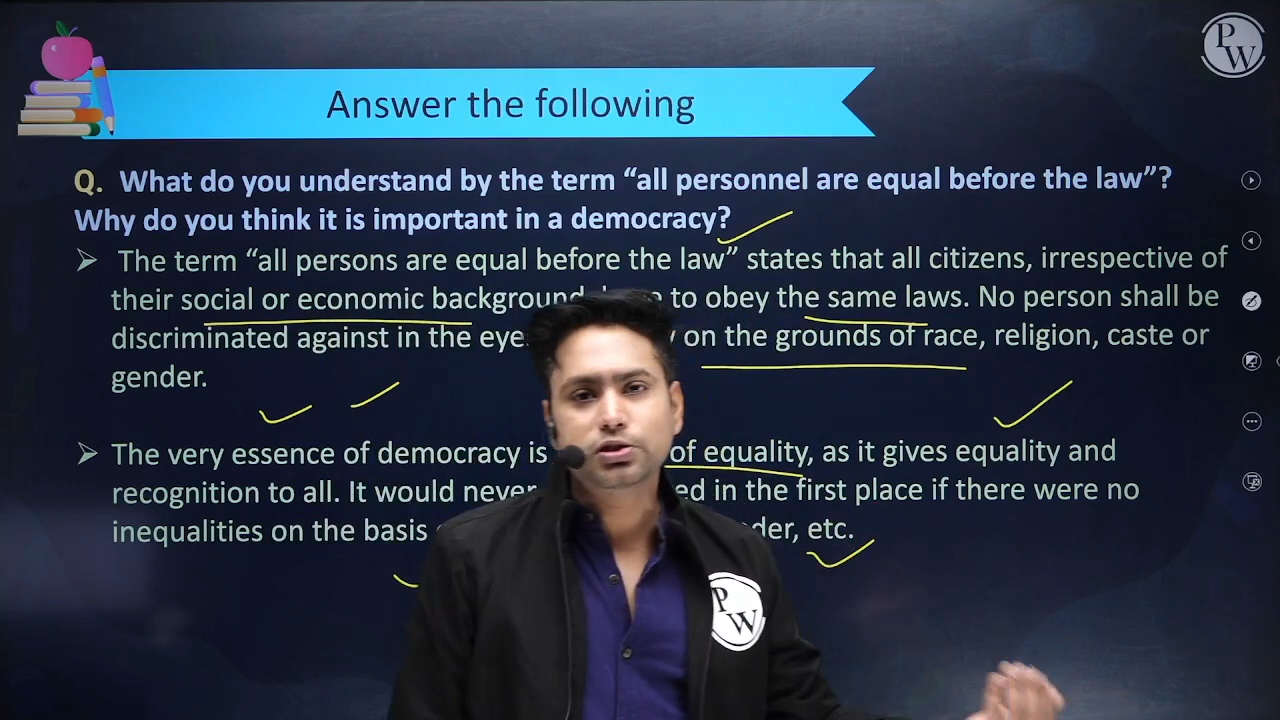 PW
Answer the following
Q. What do you understand by the term “all personnel are equal before the law”?
Why do you think it is important in a democracy?
➢ The term “all persons are equal before the law” states that all citizens, irrespective of
their social or economic background, to obey the same laws. No person shall be
discriminated against in the on the grounds of race, religion, caste or
gender.
➢ The very essence of democracy is of equality, as it gives equality and
recognition to all. It would never in the first place if there were no
inequalities on the basis etc.
PW